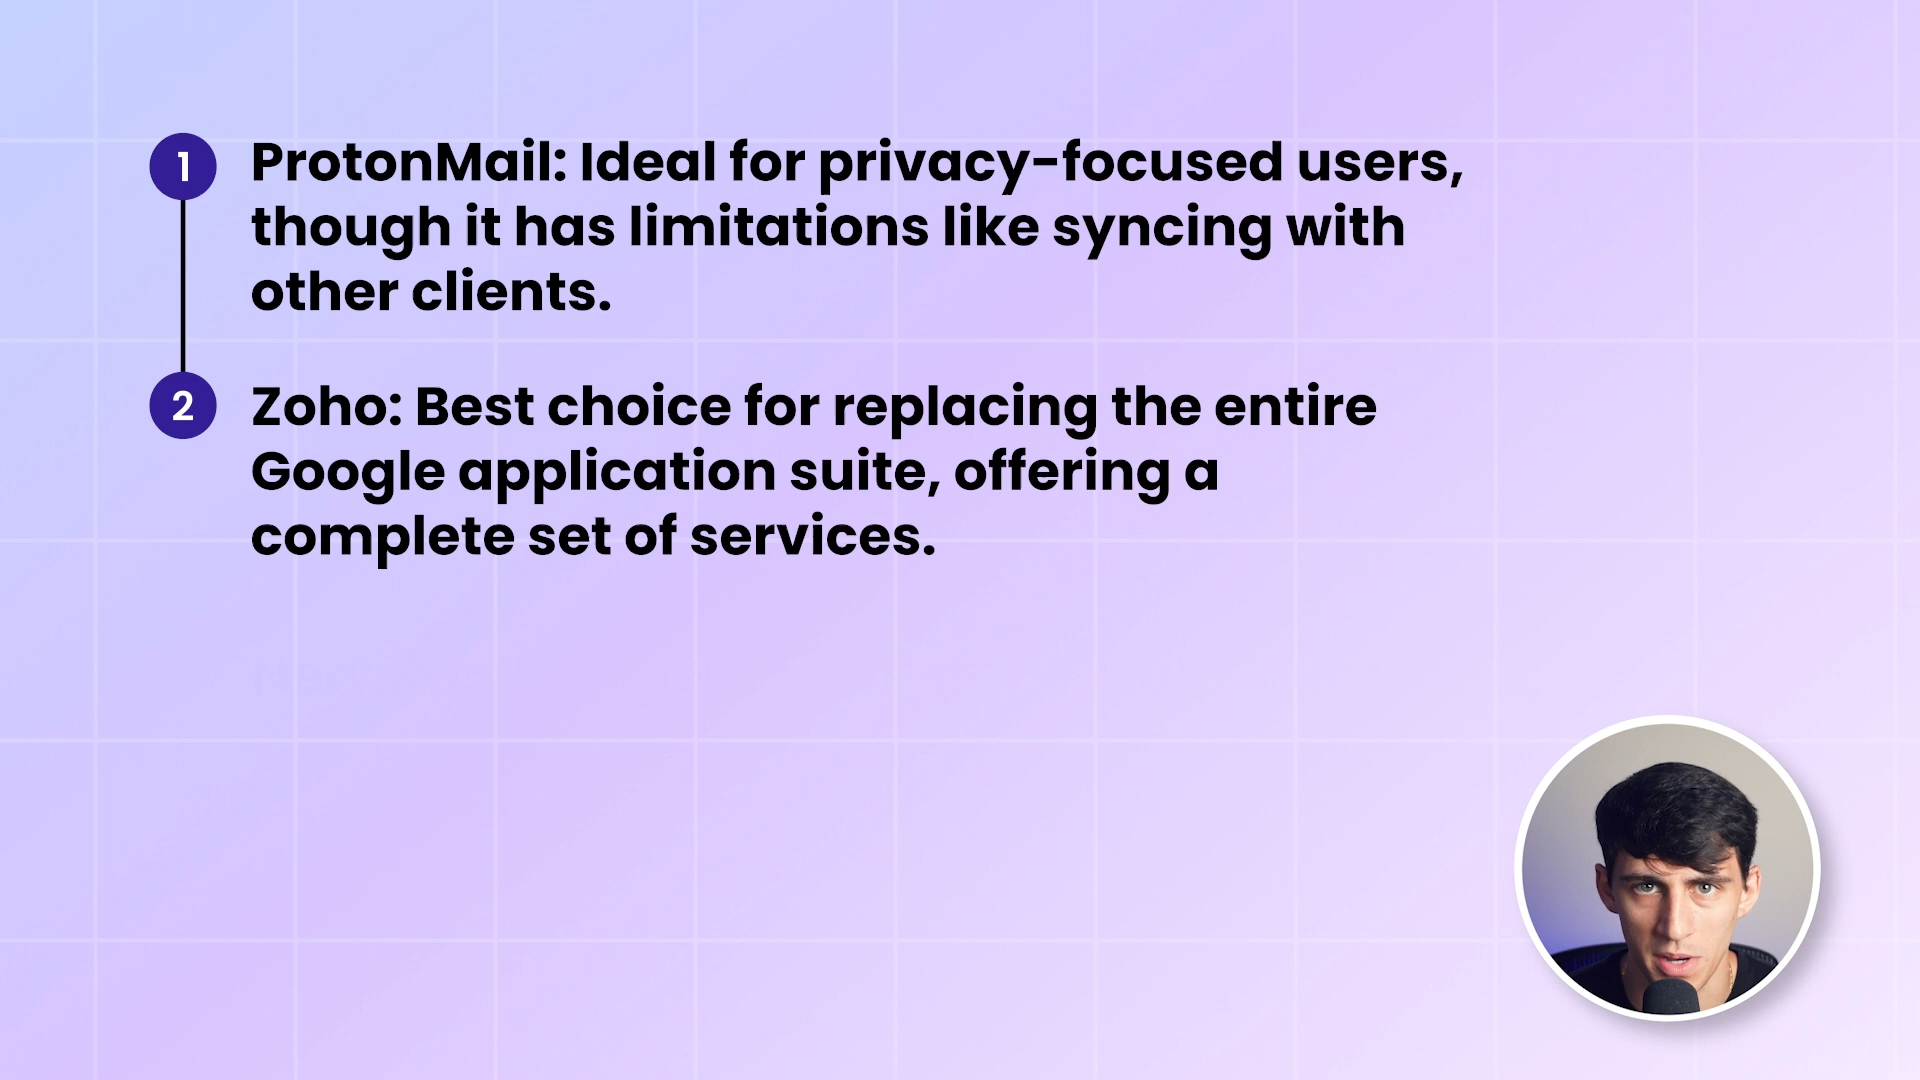 1
ProtonMail: Ideal for privacy-focused users,
though it has limitations like syncing with
other clients.
2
Zoho: Best choice for replacing the entire
Google application suite, offering a
complete set of services.